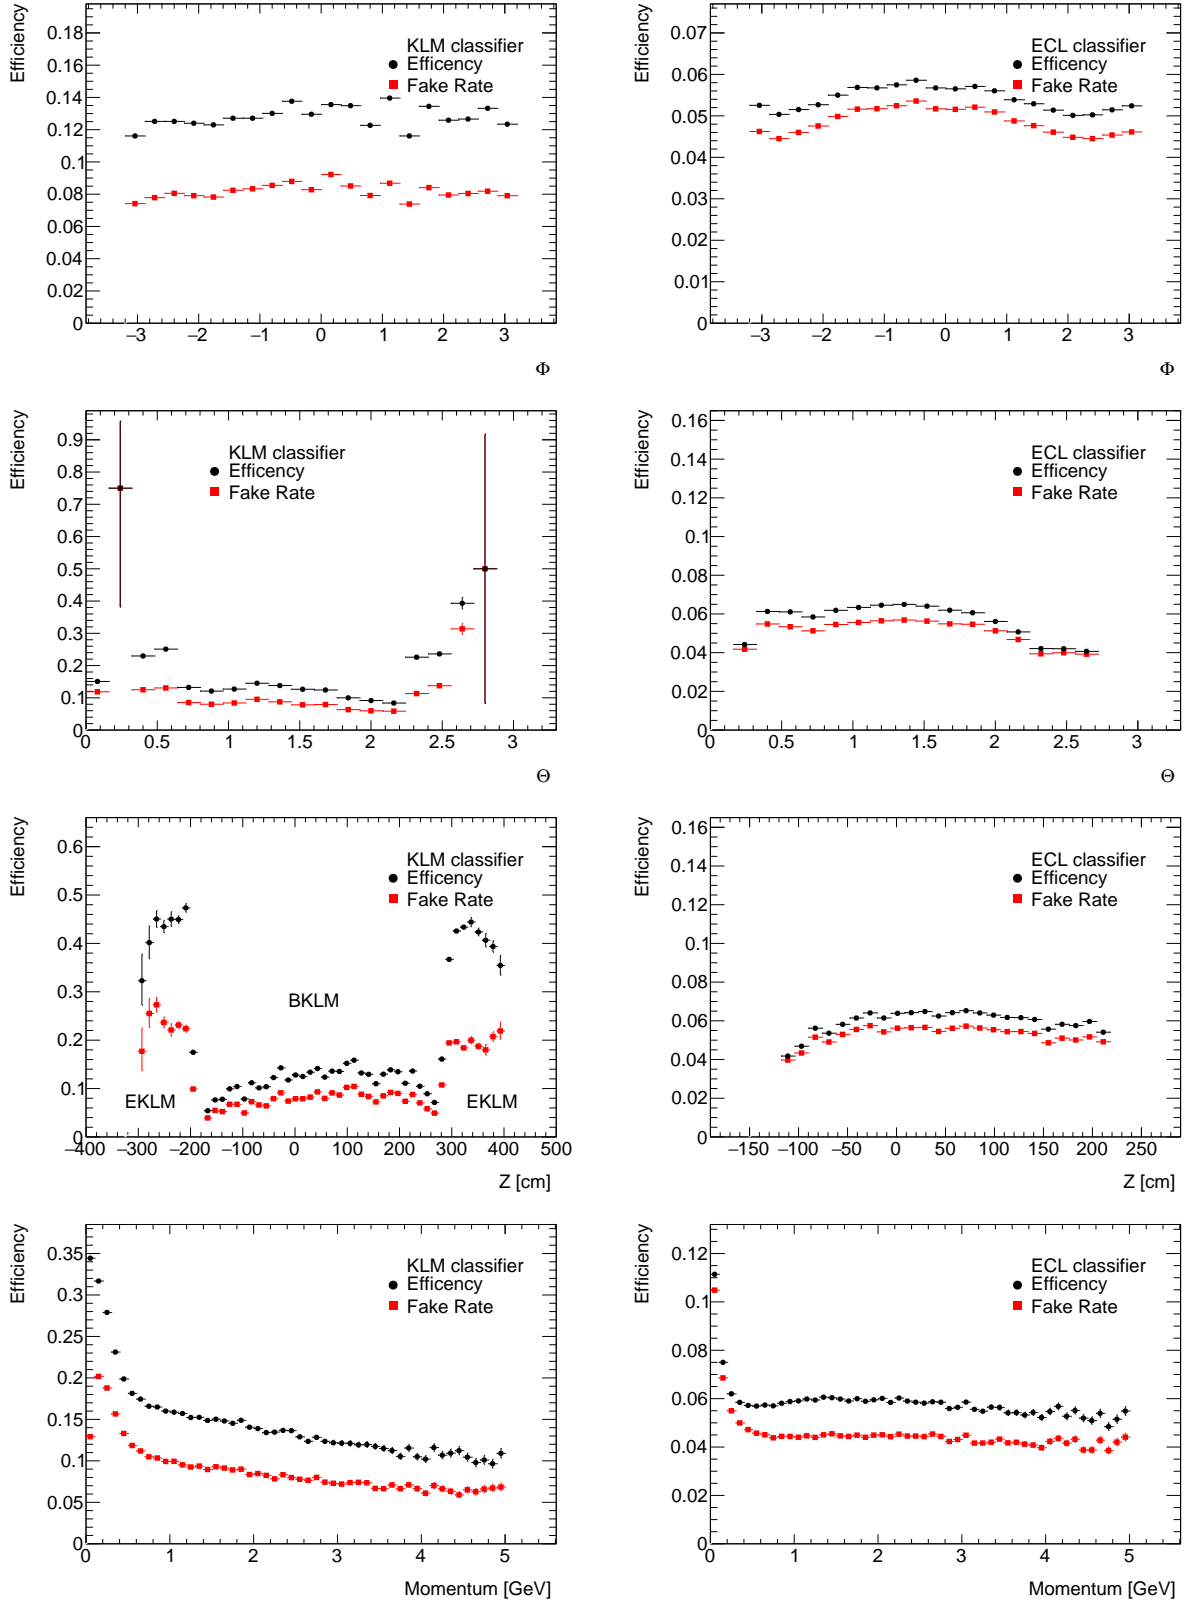 Efficiency
0.18
0.16
0.14
0.12
0.1
0.08
0.06
0.04
0.02
0
KLM classifier
Efficency
Fake Rate
−3 −2 −1 0 1 2 3
Φ
Efficiency
0.07
0.06
0.05
0.04
0.03
0.02
0.01
0
ECL classifier
Efficency
Fake Rate
−3 −2 −1 0 1 2 3
Φ
Efficiency
0.9
0.8
0.7
0.6
0.5
0.4
0.3
0.2
0.1
0
KLM classifier
Efficency
Fake Rate
0 0.5 1 1.5 2 2.5 3
Θ
Efficiency
0.16
0.14
0.12
0.1
0.08
0.06
0.04
0.02
0
ECL classifier
Efficency
Fake Rate
0 0.5 1 1.5 2 2.5 3
Θ
Efficiency
0.6
0.5
0.4
0.3
0.2
0.1
0
KLM classifier
Efficency
Fake Rate
BKLM
EKLM EKLM
−400 −300 −200 −100 0 100 200 300 400 500
Z [cm]
Efficiency
0.16
0.14
0.12
0.1
0.08
0.06
0.04
0.02
0
ECL classifier
Efficency
Fake Rate
−150 −100 −50 0 50 100 150 200 250
Z [cm]
Efficiency
0.35
0.3
0.25
0.2
0.15
0.1
0.05
0
KLM classifier
Efficency
Fake Rate
0 1 2 3 4 5
Momentum [GeV]
Efficiency
0.12
0.1
0.08
0.06
0.04
0.02
0
ECL classifier
Efficency
Fake Rate
0 1 2 3 4 5
Momentum [GeV]